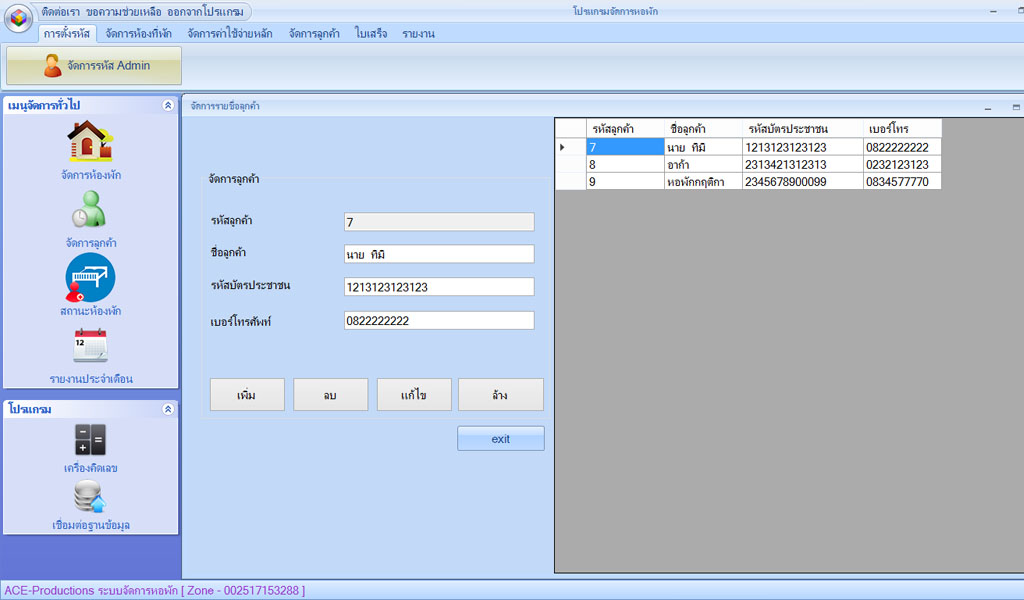 ติดต่อเรา ขอความช่วยเหลือ ออกจากโปรแกรม
โปรแกรมจัดการหอพัก
การตั้งรหัส จัดการห้องที่พัก จัดการค่าใช้จ่ายหลัก จัดการลูกค้า ใบเสร็จ รายงาน
จัดการรหัส Admin
เมนูจัดการทั่วไป
จัดการห้องพัก
จัดการลูกค้า
สถานะห้องพัก
12
รายงานประจำเดือน
โปรแกรม
เครื่องคิดเลข
เชื่อมต่อฐานข้อมูล
จัดการรายชื่อลูกค้า
จัดการลูกค้า
รหัสลูกค้า 7
ชื่อลูกค้า นาย ทิมิ
รหัสบัตรประชาชน 1213123123123
เบอร์โทรศัพท์ 0822222222
เพิ่ม ลบ แก้ไข ล้าง
exit
รหัสลูกค้า ชื่อลูกค้า รหัสบัตรประชาชน เบอร์โทร
7 นาย ทิมิ 1213123123123 0822222222
8 อาก้า 2313421312313 0232123123
9 หอพักกฤติกา 2345678900099 0834577770
ACE-Productions ระบบจัดการหอพัก [ Zone - 002517153288 ]